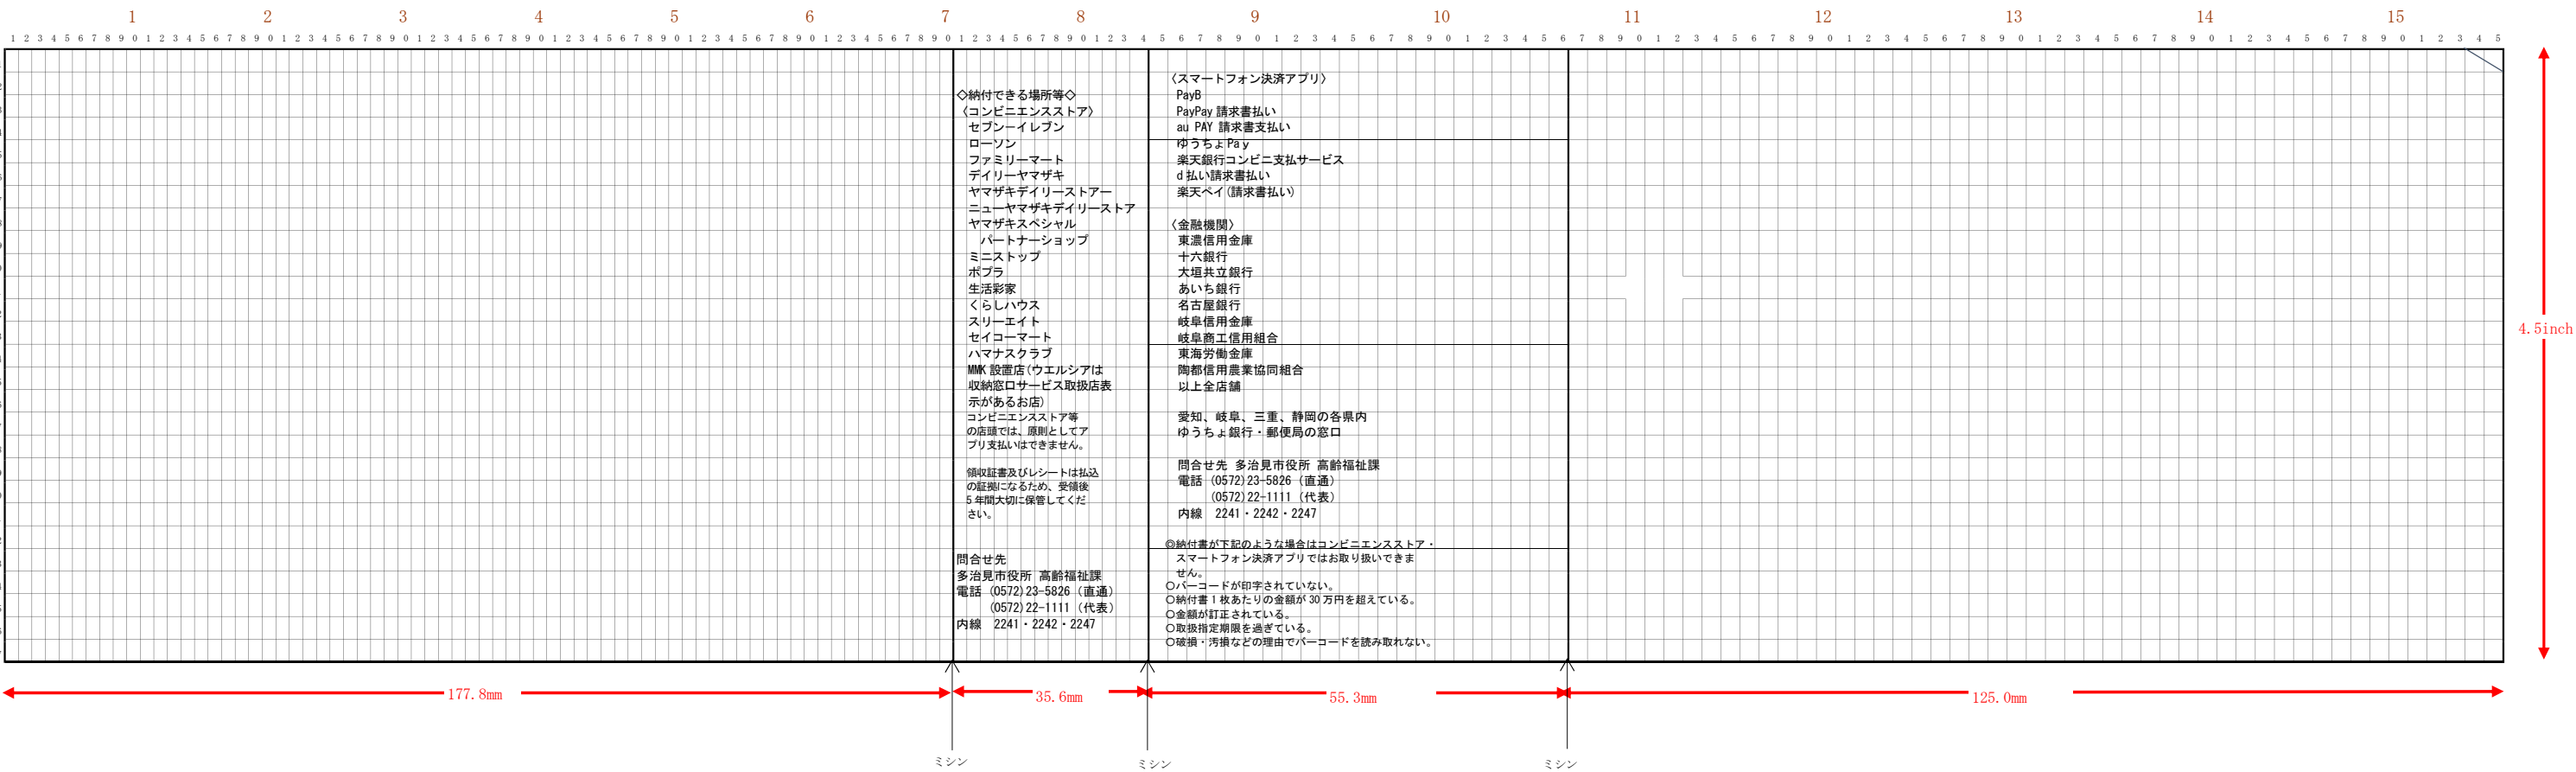 1 2 3 4 5 6 7 8 9 10 11 12 13 14 15
◇納付できる場所等◇
〈コンビニエンスストア〉
セブン－イレブン
ローソン
ファミリーマート
デイリーヤマザキ
ヤマザキデイリーストアー
ニューヤマザキデイリーストア
ヤマザキスペシャル
パートナーショップ
ミニストップ
ポプラ
生活彩家
くらしハウス
スリーエイト
セイコーマート
ハマナスクラブ
MMK設置店(ウエルシアは
収納窓口サービス取扱店表
示があるお店)
コンビニエンスストア等
の店頭では、原則としてア
プリ支払いはできません。
領収証書及びレシートは払込
の証拠になるため、受領後
5年間大切に保管してくだ
さい。
問合せ先
多治見市役所 高齢福祉課
電話 (0572)23-5826（直通）
(0572)22-1111（代表）
内線 2241・2242・2247
〈スマートフォン決済アプリ〉
PayB
PayPay請求書払い
au PAY 請求書支払い
ゆうちょPaｙ
楽天銀行コンビニ支払サービス
d払い請求書払い
楽天ペイ(請求書払い)
〈金融機関〉
東濃信用金庫
十六銀行
大垣共立銀行
あいち銀行
名古屋銀行
岐阜信用金庫
岐阜商工信用組合
東海労働金庫
陶都信用農業協同組合
以上全店舗
愛知、岐阜、三重、静岡の各県内
ゆうちょ銀行・郵便局の窓口
問合せ先 多治見市役所 高齢福祉課
電話 (0572)23-5826（直通）
(0572)22-1111（代表）
内線 2241・2242・2247
◎納付書が下記のような場合はコンビニエンスストア・
スマートフォン決済アプリではお取り扱いできま
せん。
○バーコードが印字されていない。
○納付書1枚あたりの金額が30万円を超えている。
○金額が訂正されている。
○取扱指定期限を過ぎている。
○破損・汚損などの理由でバーコードを読み取れない。
4.5inch
177.8mm 35.6mm 55.3mm 125.0mm
ミシン ミシン ミシン